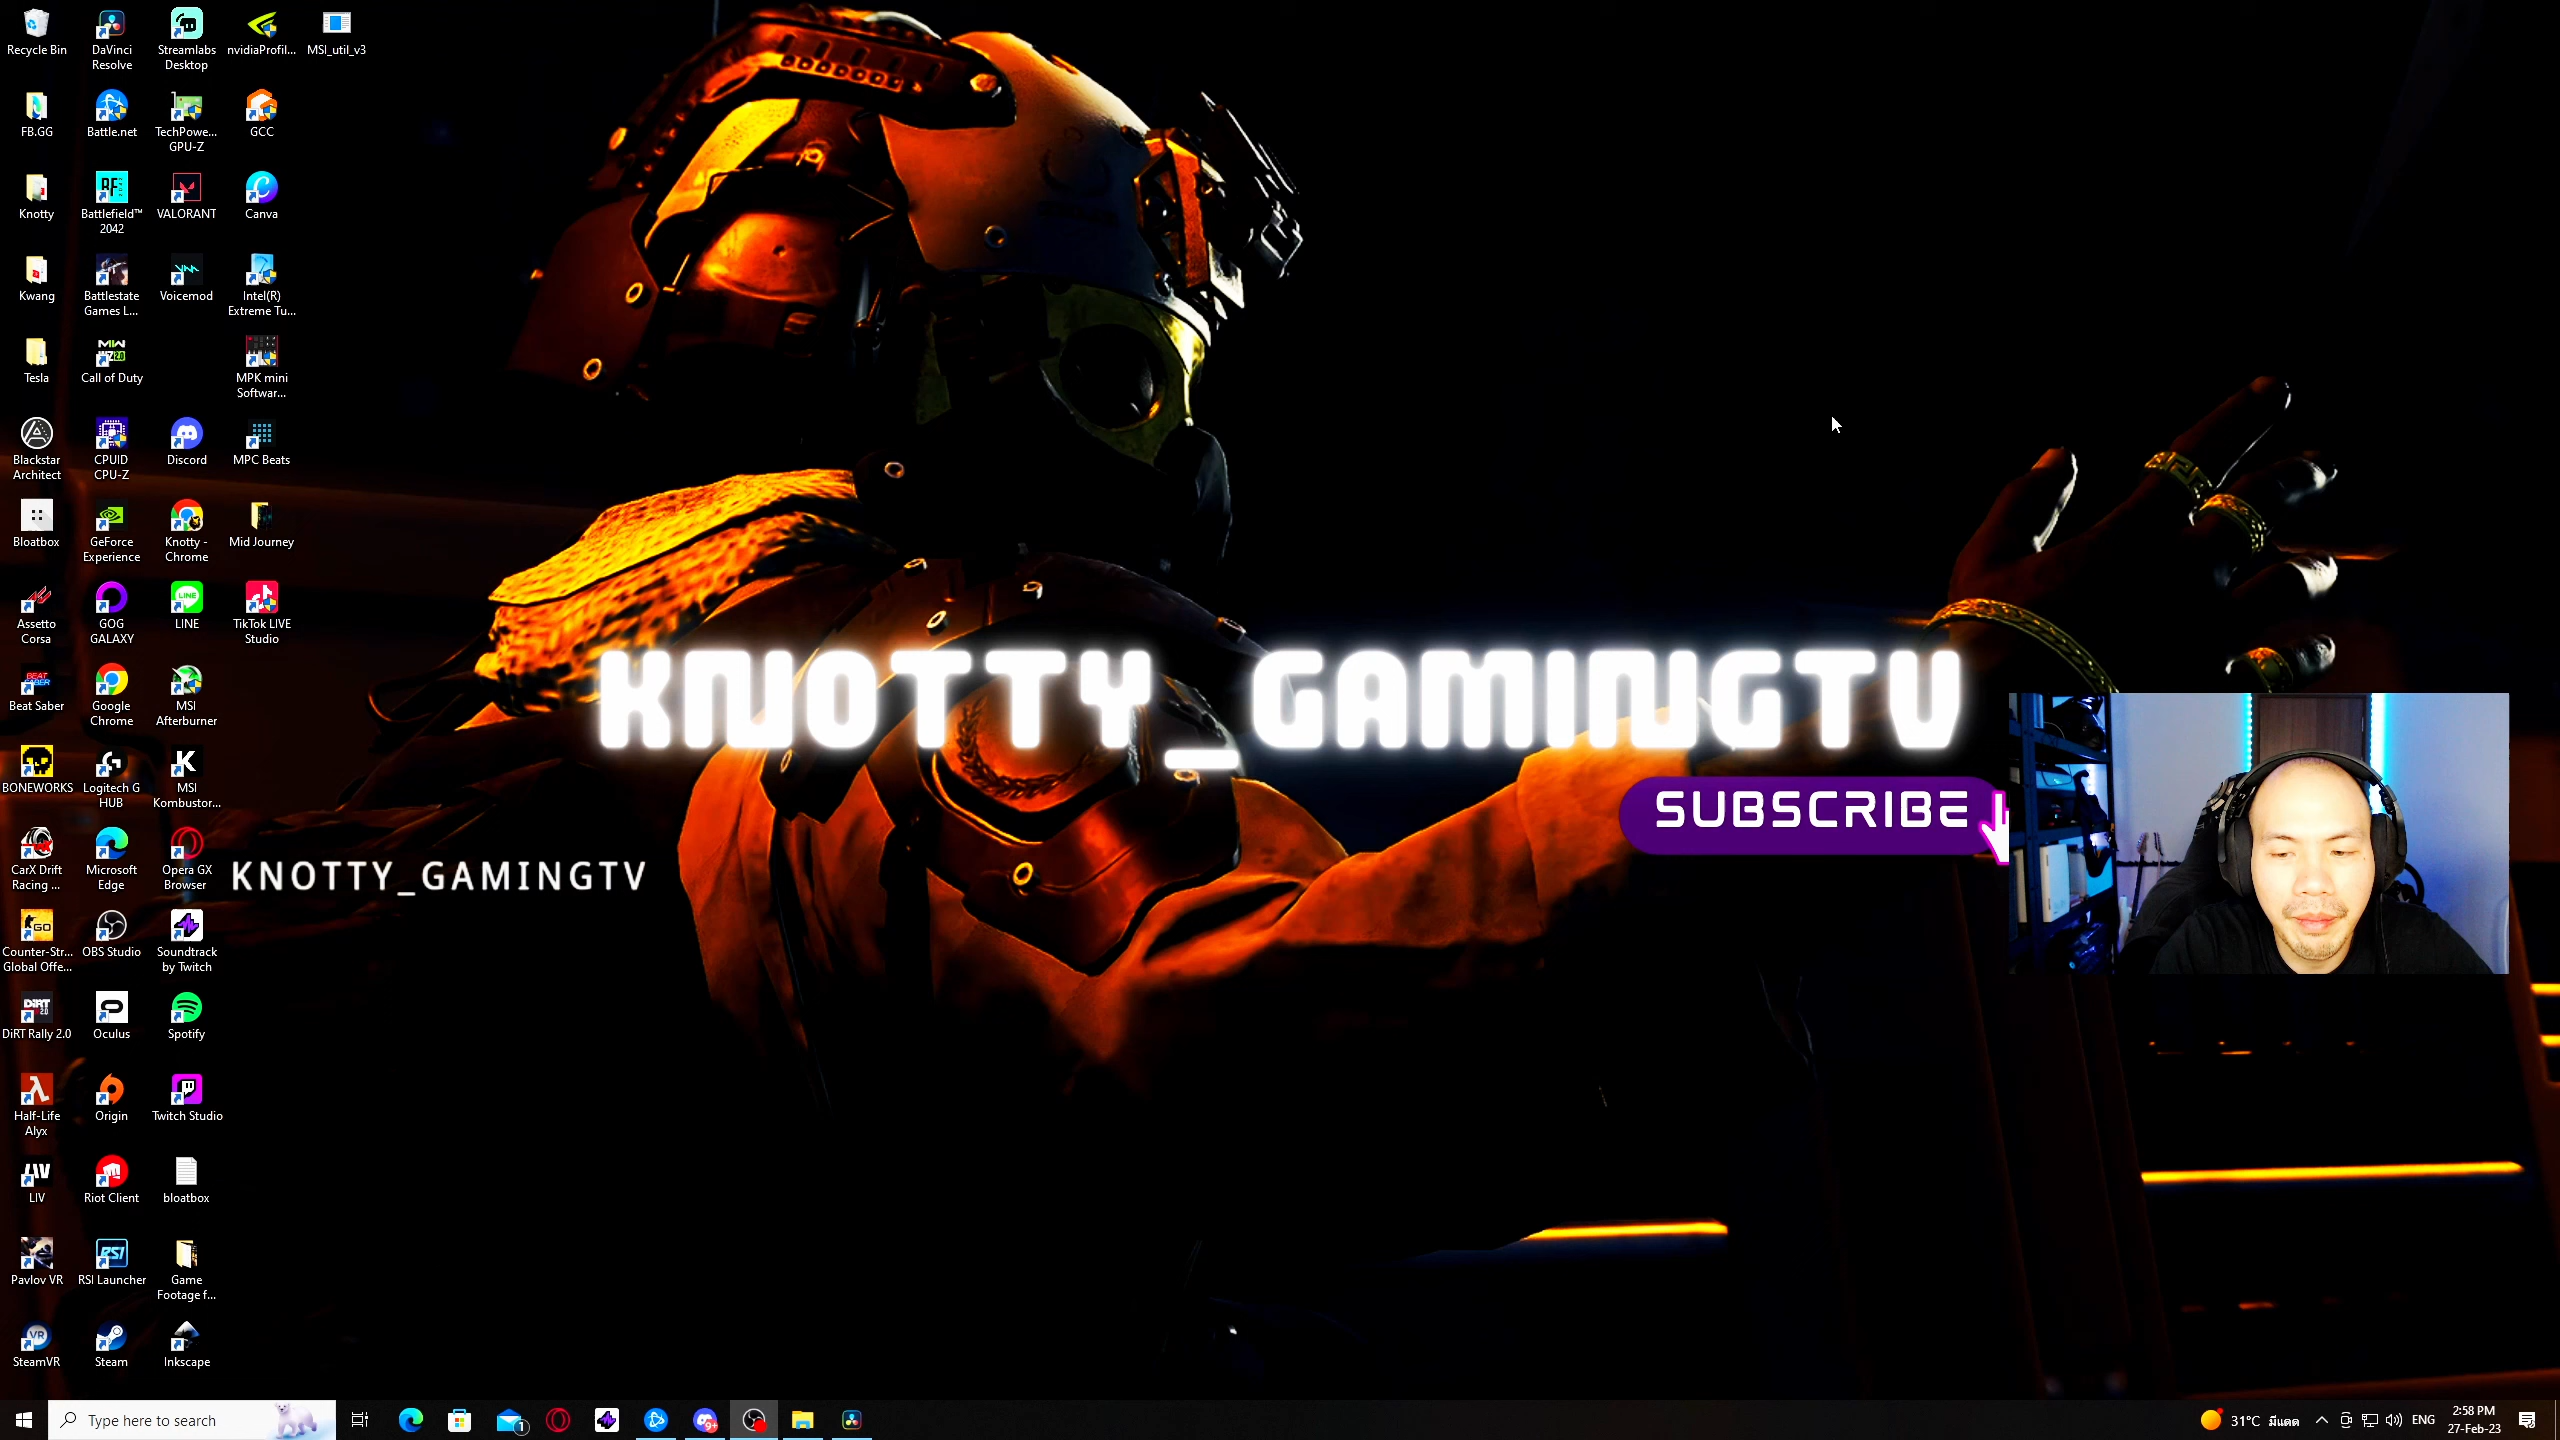 Recycle Bin
DaVinci
Resolve
Streamlabs
Desktop
nvidiaProfil...
MSI_util_v3
FB.GG
Battle.net
TechPowe...
GPU-Z
GCC
Knotty
Battlefield™
2042
VALORANT
Canva
Kwang
Battlestate
Games L...
Voicemod
Intel(R)
Extreme Tu...
Tesla
Call of Duty
MPK mini
Softwar...
Blackstar
Architect
CPUID
CPU-Z
Discord
MPC Beats
Bloatbox
GeForce
Experience
Knotty -
Chrome
Mid Journey
Assetto
Corsa
GOG
GALAXY
LINE
TikTok LIVE
Studio
Beat Saber
Google
Chrome
MSI
Afterburner
BONEWORKS
Logitech G
HUB
MSI
Kombustor...
CarX Drift
Racing ...
Microsoft
Edge
Opera GX
Browser
Counter-Str...
Global Offe...
OBS Studio
Soundtrack
by Twitch
DiRT Rally 2.0
Oculus
Spotify
Half-Life
Alyx
Origin
Twitch Studio
LIV
Riot Client
bloatbox
Pavlov VR
RSI Launcher
Game
Footage f...
SteamVR
Steam
Inkscape
KNOTTY_GAMINGTV
SUBSCRIBE
KNOTTY_GAMINGTV
Type here to search
31°C มีแดด
ENG
2:58 PM
27-Feb-23